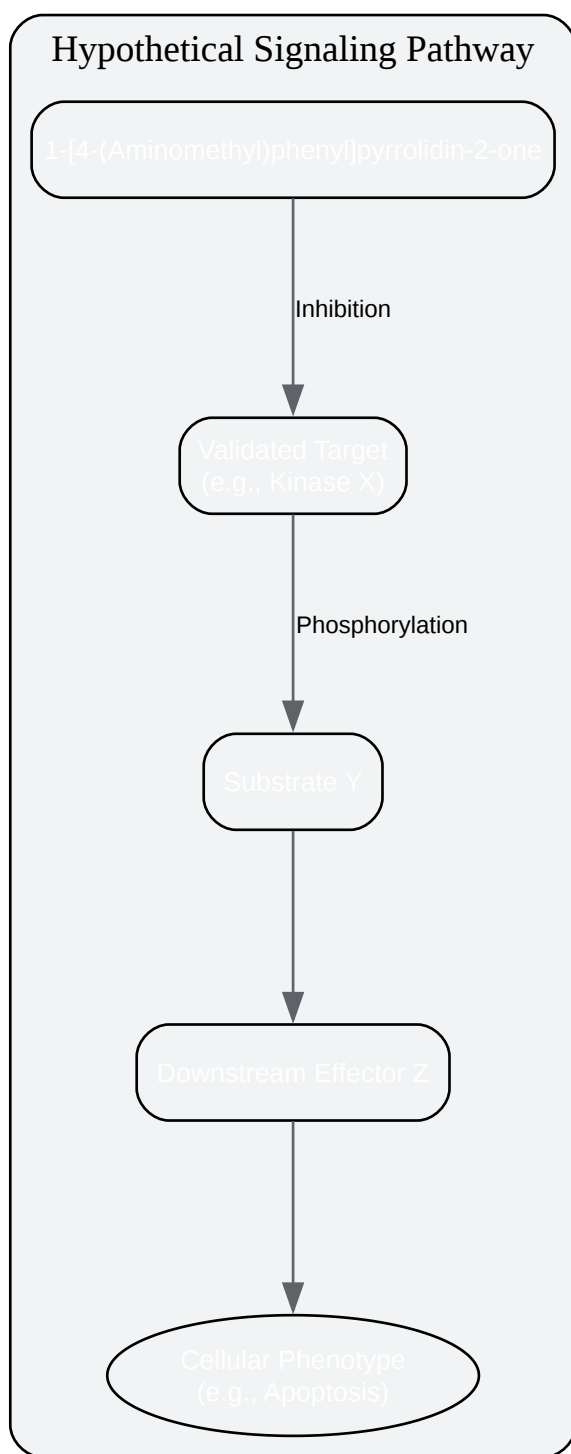 Hypothetical Signaling Pathway
1-[4-(Aminomethyl)phenyl]pyrrolidin-2-one
Inhibition
Validated Target
(e.g., Kinase X)
Phosphorylation
Substrate Y
Downstream Effector Z
Cellular Phenotype
(e.g., Apoptosis)